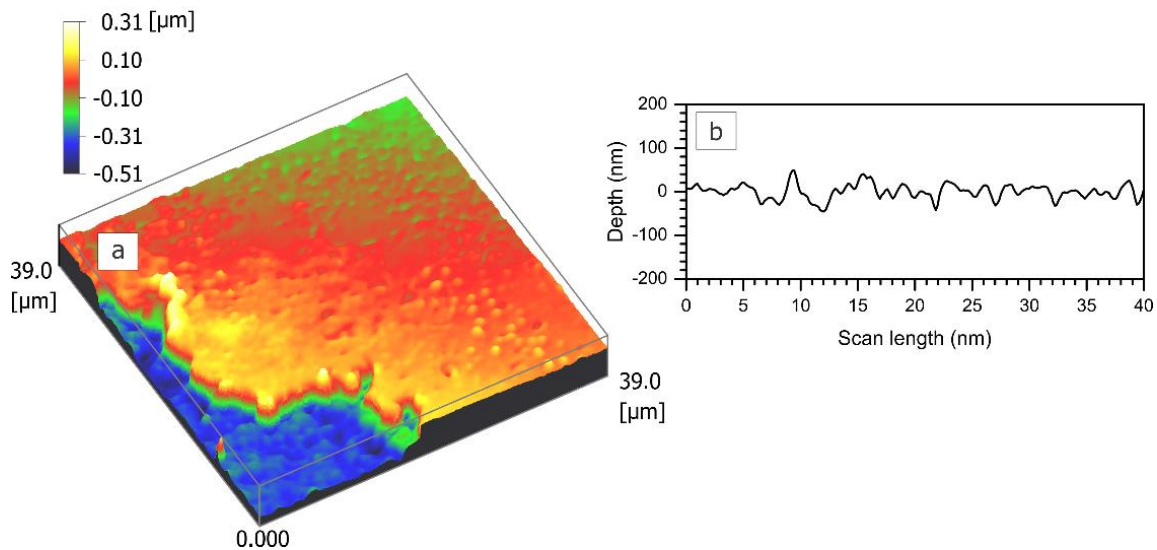 0.31 [µm]
0.10
-0.10
-0.31
-0.51
a
39.0
[µm]
0.000
39.0
[µm]
b
200
100
0
-100
-200
Depth (nm)
0 5 10 15 20 25 30 35 40
Scan length (nm)